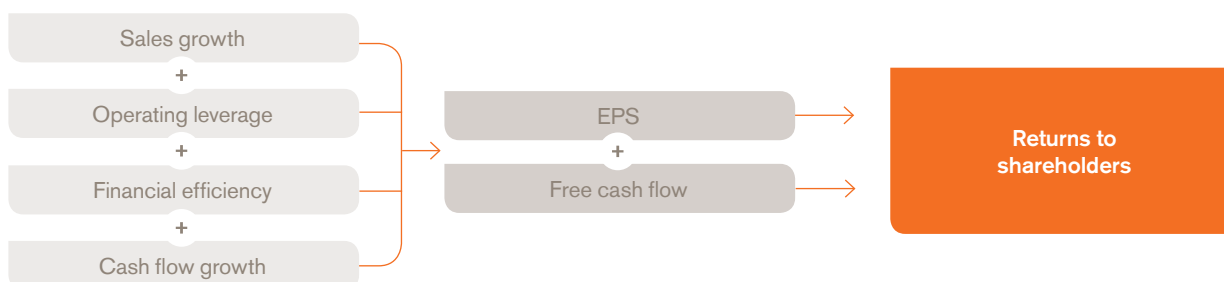 Sales growth
+
Operating leverage
+
Financial efficiency
+
Cash flow growth
EPS
+
Free cash flow
Returns to
shareholders